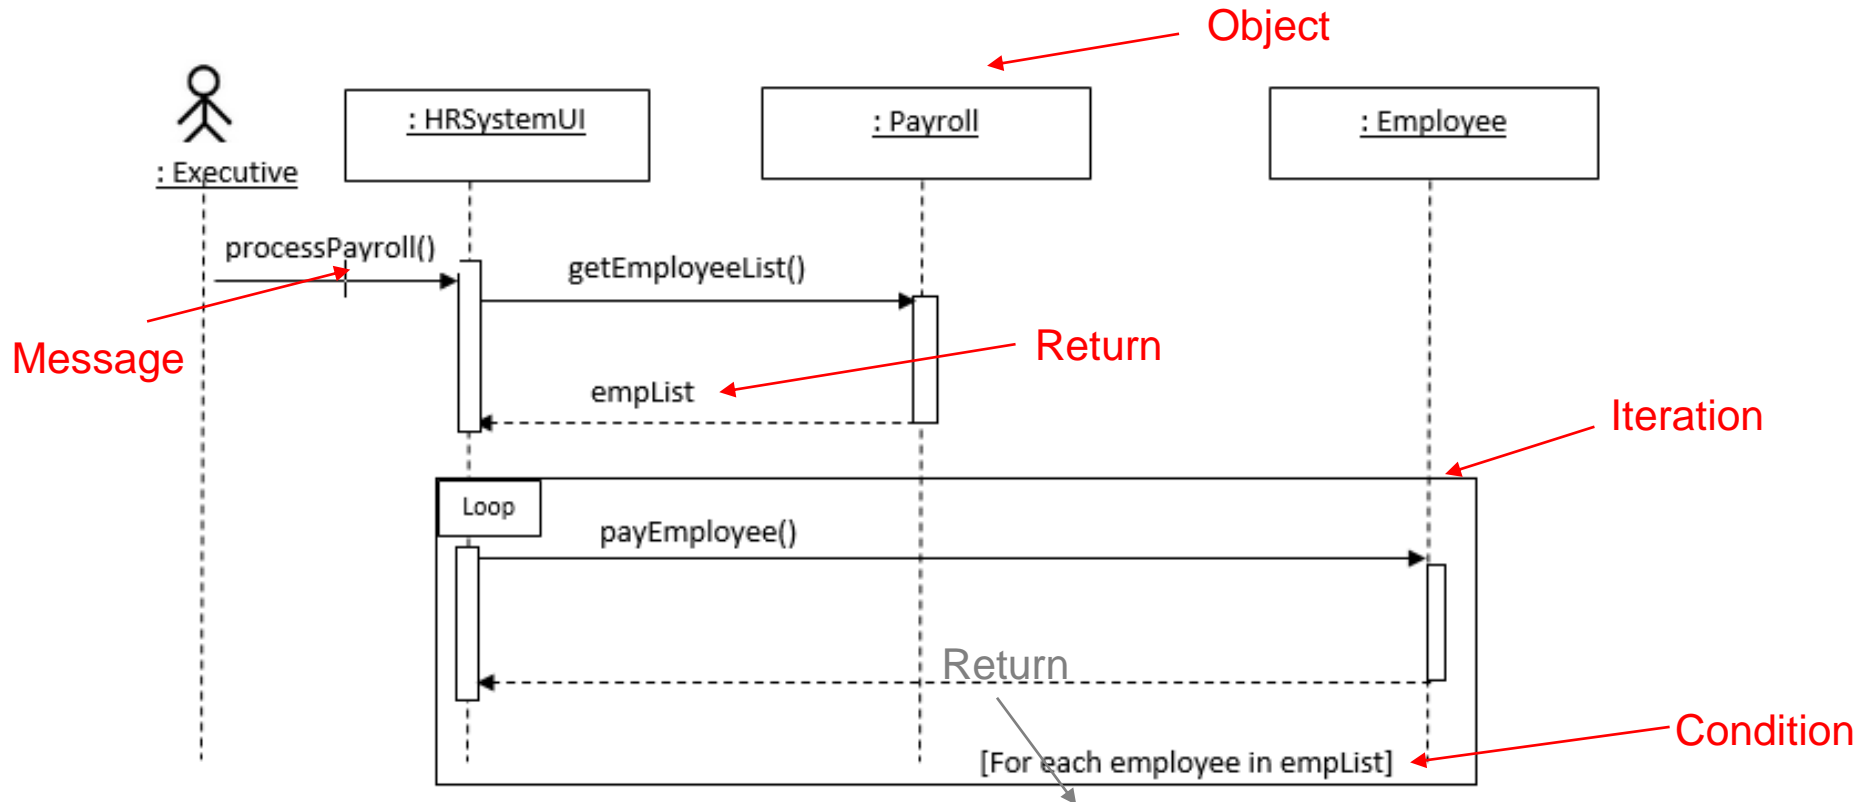 Object
: HRSystemUI
: Payroll
: Employee
: Executive
processPayroll()
getEmployeeList()
Message
Return
empList
Iteration
Loop
payEmployee()
Return
Condition
[For each employee in empList]